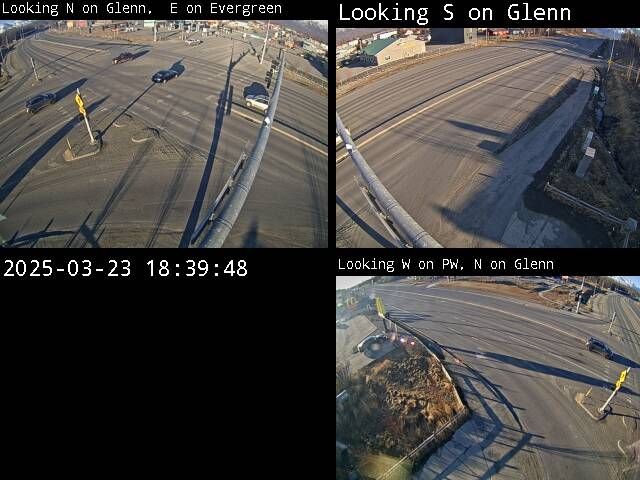 Looking N on Glenn,  E on Evergreen
Looking S on Glenn
2025-03-23 18:39:48
Looking W on PW, N on Glenn